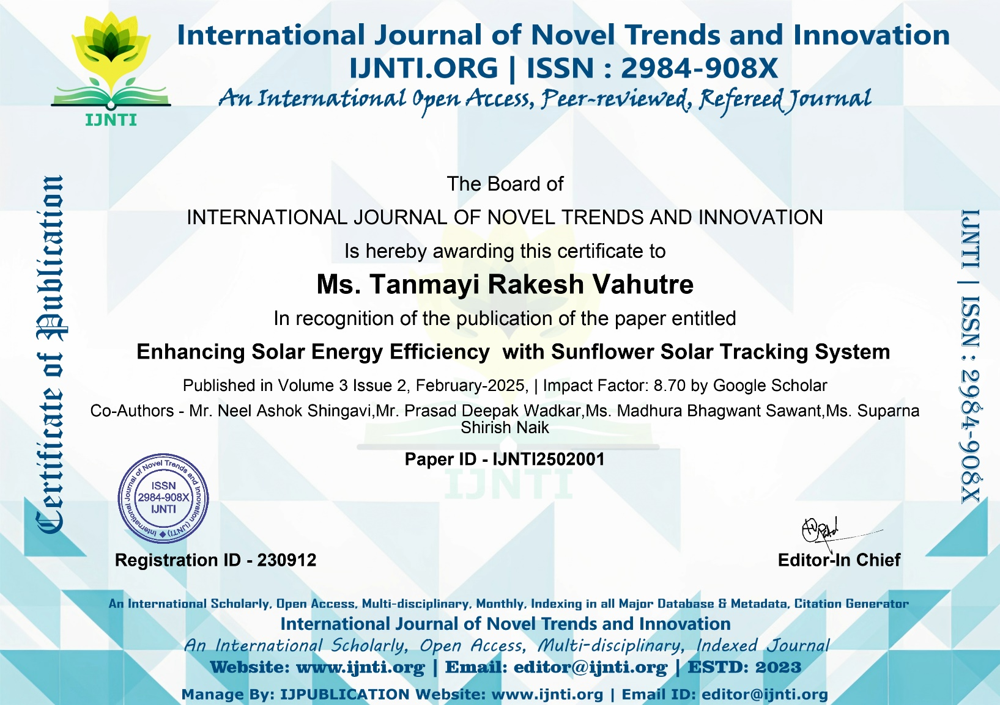 International Journal of Novel Trends and Innovation
IJNTI.ORG | ISSN : 2984-908X
An International Open Access, Peer-reviewed, Refereed Journal
IJNTI
Certificate of Publication
The Board of
INTERNATIONAL JOURNAL OF NOVEL TRENDS AND INNOVATION
Is hereby awarding this certificate to
Ms. Tanmayi Rakesh Vahutre
In recognition of the publication of the paper entitled
Enhancing Solar Energy Efficiency  with Sunflower Solar Tracking System
Published in Volume 3 Issue 2, February-2025, | Impact Factor: 8.70 by Google Scholar
Co-Authors - Mr. Neel Ashok Shingavi,Mr. Prasad Deepak Wadkar,Ms. Madhura Bhagwant Sawant,Ms. Suparna
Shirish Naik
Paper ID - IJNTI2502001
IJNTI
IJNTI | ISSN : 2984-908X
International Journal of Novel Trends and Innovation (IJNTI)
ISSN
2984-908X
IJNTI
Registration ID - 230912
Editor-In Chief
An International Scholarly, Open Access, Multi-disciplinary, Monthly, Indexing in all Major Database & Metadata, Citation Generator
International Journal of Novel Trends and Innovation
An International Scholarly, Open Access, Multi-disciplinary, Indexed Journal
Website: www.ijnti.org | Email: editor@ijnti.org | ESTD: 2023
Manage By: IJPUBLICATION Website: www.ijnti.org | Email ID: editor@ijnti.org